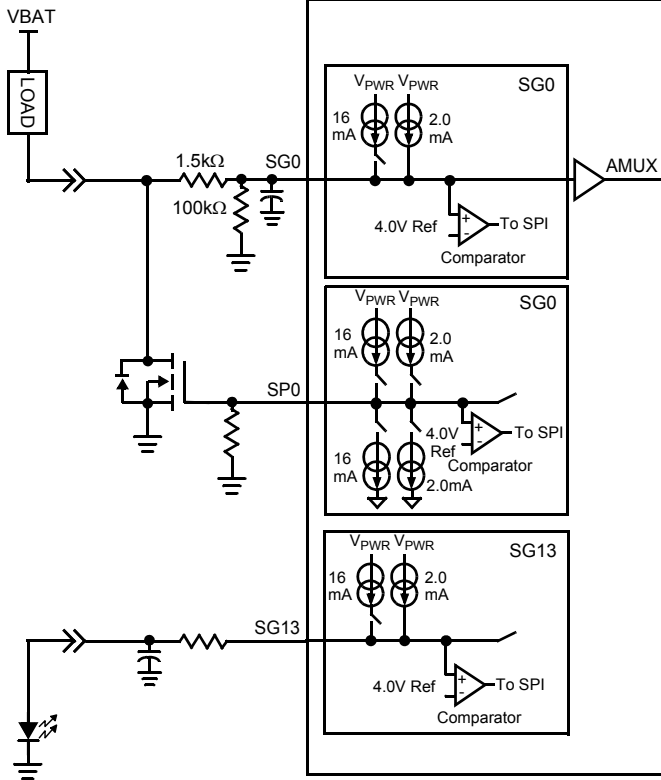 VBAT
LOAD
1.5kΩ
SG0
100kΩ
VPWR VPWR
SG0
16
mA
2.0
mA
4.0V Ref
+
-
To SPI
Comparator
AMUX
VPWR VPWR
SG0
16
mA
2.0
mA
SP0
+
-
To SPI
4.0V
Ref
Comparator
16
mA
2.0mA
VPWR VPWR
SG13
16
mA
2.0
mA
SG13
4.0V Ref
+
-
To SPI
Comparator